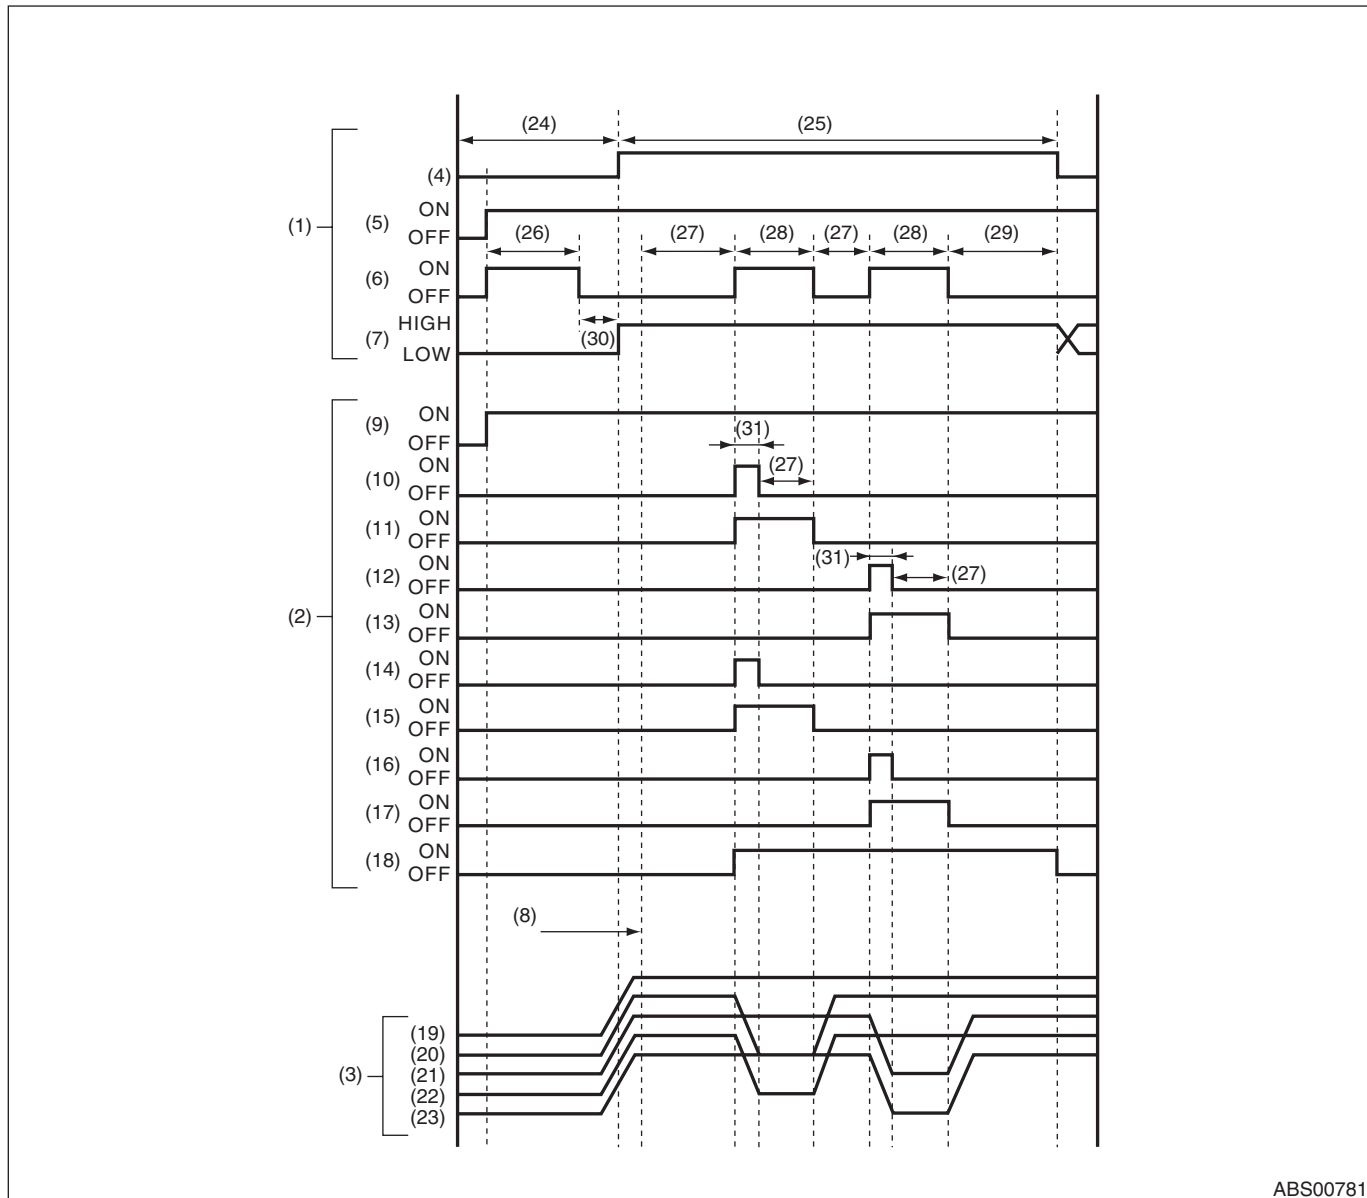 (24) (25)
(4)
(1) (5) ON
OFF
(26) (27) (28) (27) (28) (29)
(6) ON
OFF
(7) HIGH
LOW
(30)
(2) (9) ON
OFF
(31)
(10) ON
OFF
(27)
(11) ON
OFF
(31)
(12) ON
OFF
(27)
(13) ON
OFF
(14) ON
OFF
(15) ON
OFF
(16) ON
OFF
(17) ON
OFF
(18) ON
OFF
(8)
(3) (19)
(20)
(21)
(22)
(23)
ABS00781